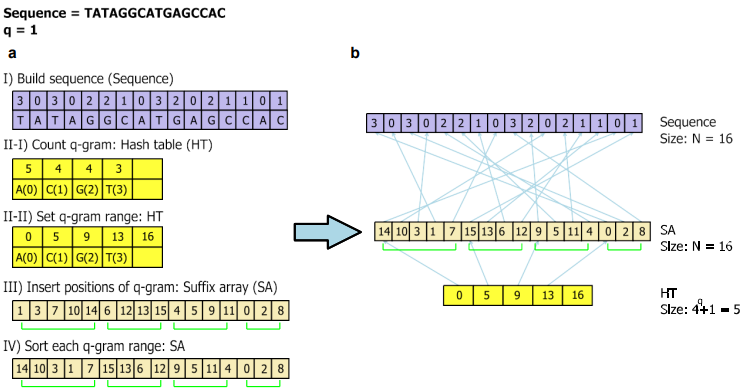 Sequence = TATAGGCATGAGCCAC
q = 1
a
I) Build sequence (Sequence)
3 0 3 0 2 2 1 0 3 2 0 2 1 1 0 1
T A T A G G C A T G A G C C A C
II-I) Count q-gram: Hash table (HT)
5 4 4 3
A(0) C(1) G(2) T(3)
II-II) Set q-gram range: HT
0 5 9 13 16
A(0) C(1) G(2) T(3)
III) Insert positions of q-gram: Suffix array (SA)
1 3 7 10 14 6 12 13 15 4 5 9 11 0 2 8
IV) Sort each q-gram range: SA
14 10 3 1 7 15 13 6 12 9 5 11 4 0 2 8
b
3 0 3 0 2 2 1 0 3 2 0 2 1 1 0 1
Sequence
Size: N = 16
14 10 3 1 7 15 13 6 12 9 5 11 4 0 2 8
SA
Size: N = 16
0 5 9 13 16
HT
Size: 4^q+1 = 5